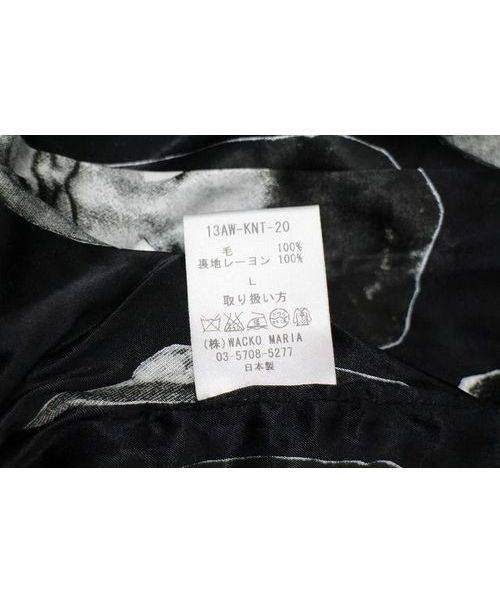 13AW-KNT-20
毛 100%
裏地レーヨン 100%
L
取り扱い方
(株)WACKO MARIA
03-5708-5277
日本製